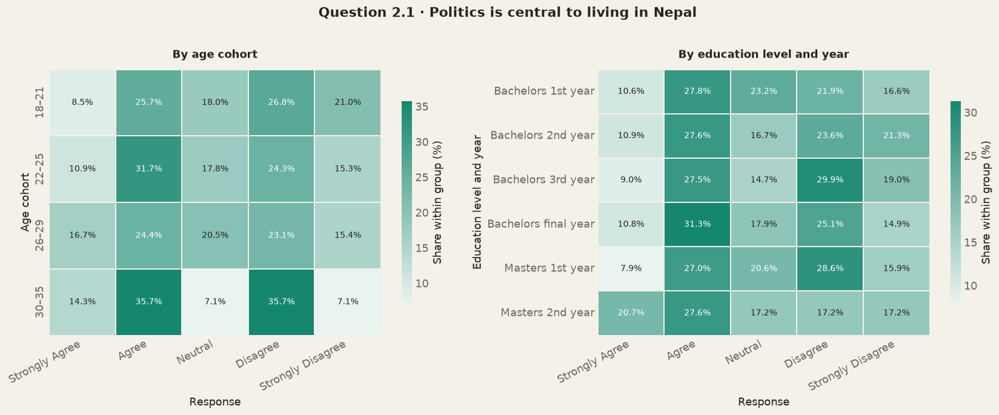 Question 2.1 · Politics is central to living in Nepal
By age cohort
Age cohort
18–21
8.5% 25.7% 18.0% 26.8% 21.0%
22–25
10.9% 31.7% 17.8% 24.3% 15.3%
26–29
16.7% 24.4% 20.5% 23.1% 15.4%
30–35
14.3% 35.7% 7.1% 35.7% 7.1%
Strongly Agree
Agree
Neutral
Disagree
Strongly Disagree
Response
35
30
25
20
15
10
Share within group (%)
By education level and year
Education level and year
Bachelors 1st year 10.6% 27.8% 23.2% 21.9% 16.6%
Bachelors 2nd year 10.9% 27.6% 16.7% 23.6% 21.3%
Bachelors 3rd year 9.0% 27.5% 14.7% 29.9% 19.0%
Bachelors final year 10.8% 31.3% 17.9% 25.1% 14.9%
Masters 1st year 7.9% 27.0% 20.6% 28.6% 15.9%
Masters 2nd year 20.7% 27.6% 17.2% 17.2% 17.2%
Strongly Agree
Agree
Neutral
Disagree
Strongly Disagree
Response
30
25
20
15
10
Share within group (%)